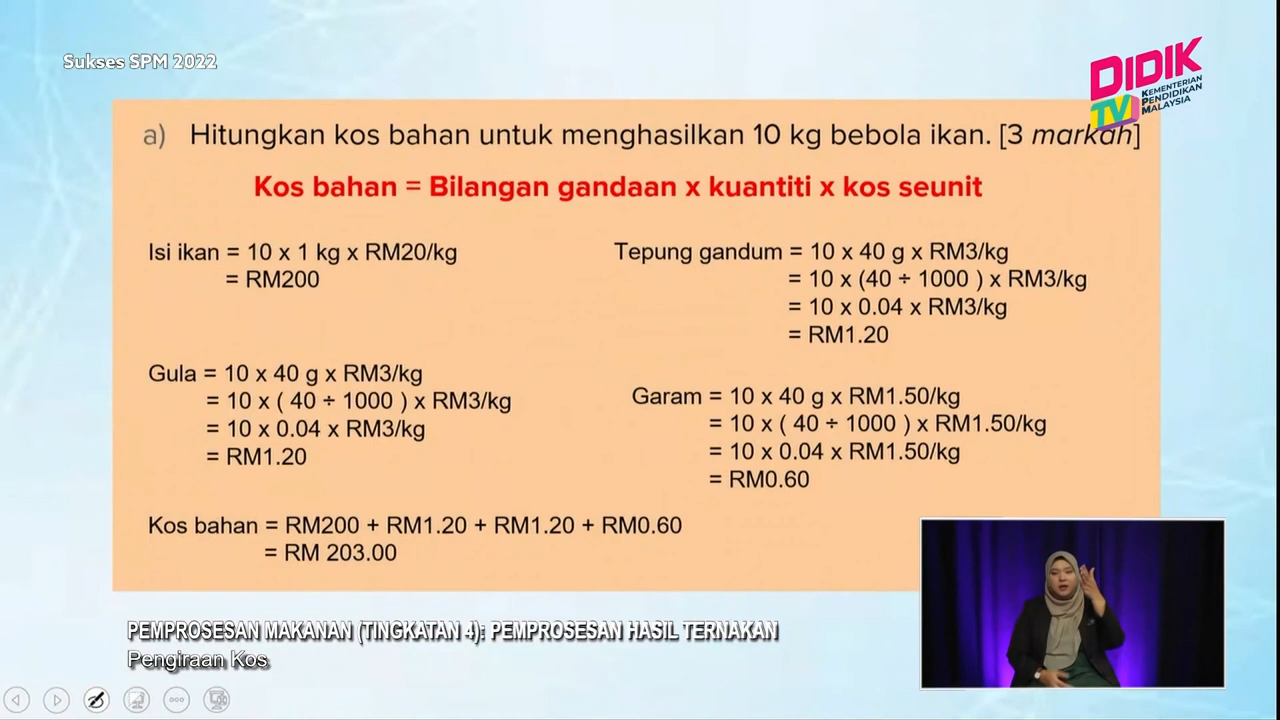 Sukses SPM 2022
DIDIK
TV
KEMENTERIAN
PENDIDIKAN
MALAYSIA
a) Hitungkan kos bahan untuk menghasilkan 10 kg bebola ikan. [3 markah]
Kos bahan = Bilangan gandaan x kuantiti x kos seunit
Isi ikan = 10 x 1 kg x RM20/kg
= RM200
Tepung gandum = 10 x 40 g x RM3/kg
= 10 x (40 ÷ 1000 ) x RM3/kg
= 10 x 0.04 x RM3/kg
= RM1.20
Gula = 10 x 40 g x RM3/kg
= 10 x ( 40 ÷ 1000 ) x RM3/kg
= 10 x 0.04 x RM3/kg
= RM1.20
Garam = 10 x 40 g x RM1.50/kg
= 10 x ( 40 ÷ 1000 ) x RM1.50/kg
= 10 x 0.04 x RM1.50/kg
= RM0.60
Kos bahan = RM200 + RM1.20 + RM1.20 + RM0.60
= RM 203.00
PEMPROSESAN MAKANAN (TINGKATAN 4): PEMPROSESAN HASIL TERNAKAN
Pengiraan Kos